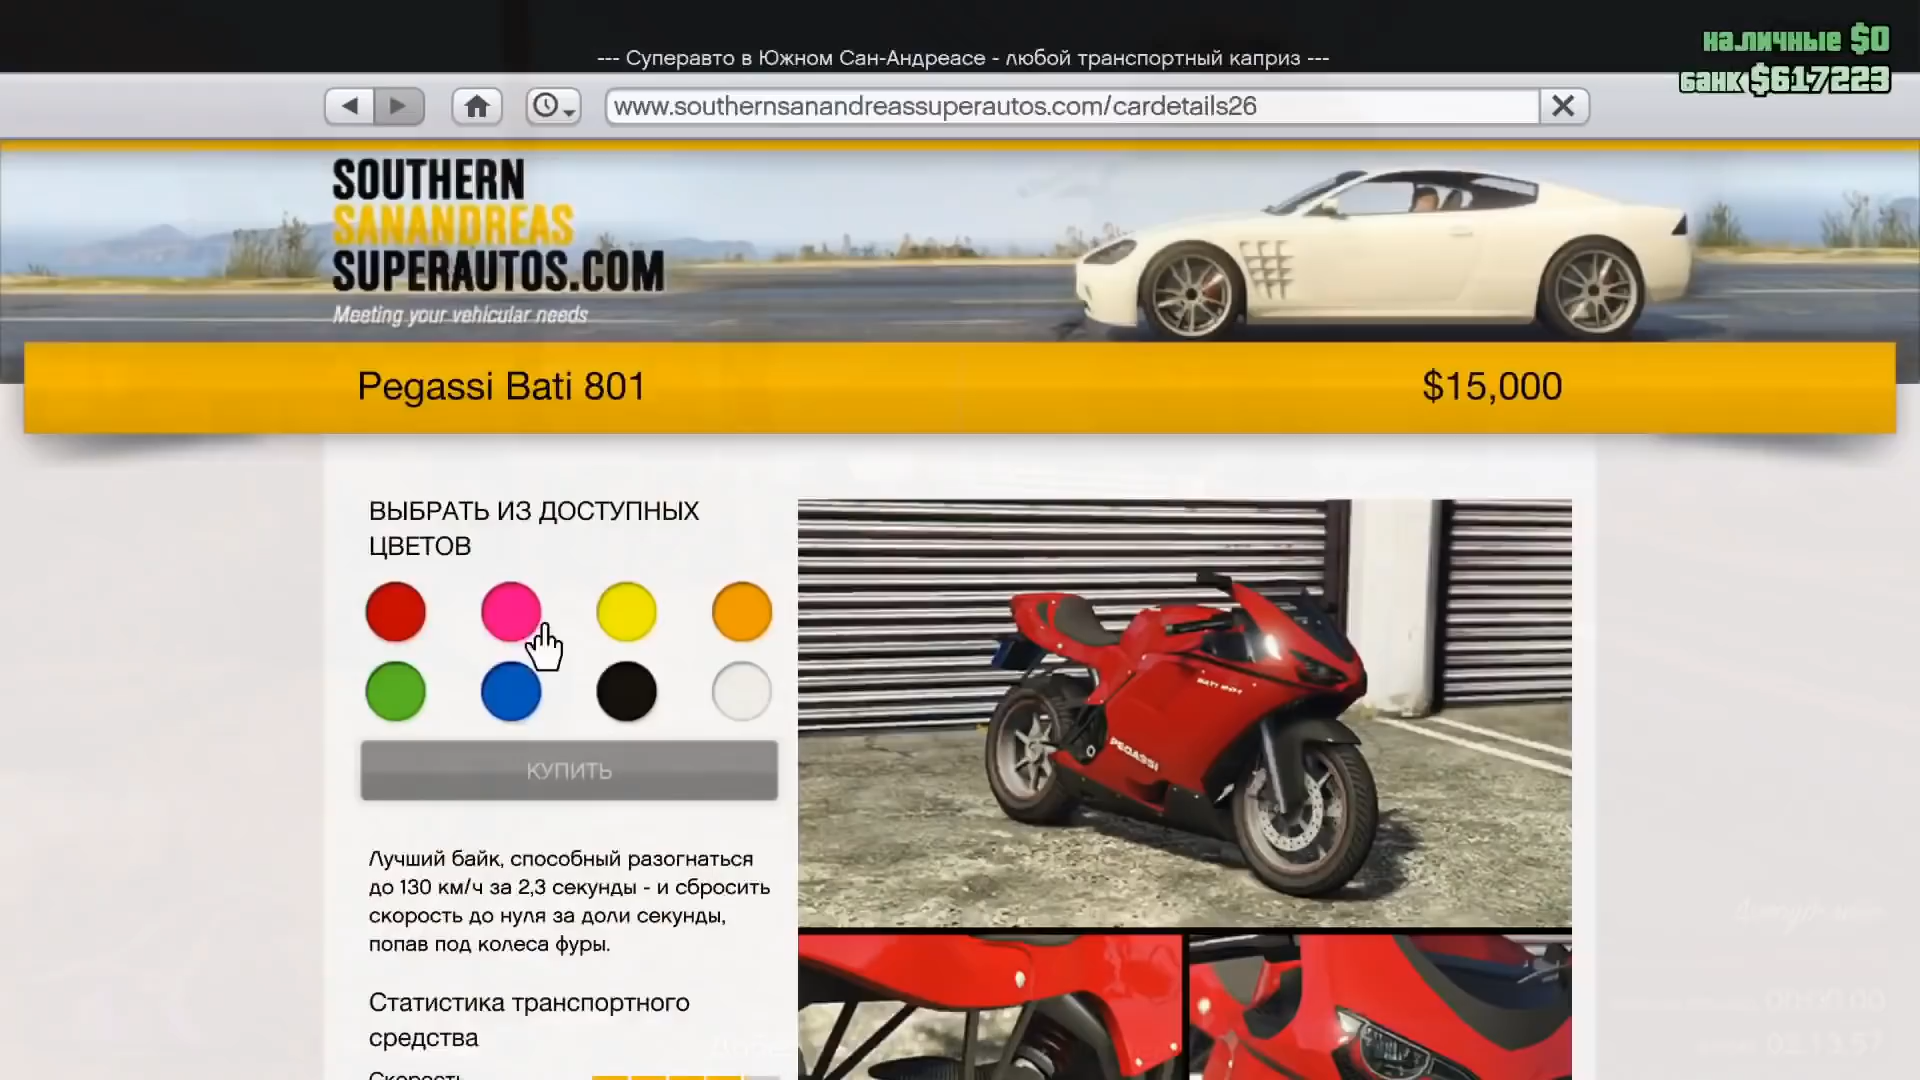 --- Суперавто в Южном Сан-Андреасе - любой транспортный каприз ---
наличные $0
банк $617223
www.southernsanandreassuperautos.com/cardetails26
SOUTHERN
SANANDREAS
SUPERAUTOS.COM
Meeting your vehicular needs
Pegassi Bati 801
$15,000
ВЫБРАТЬ ИЗ ДОСТУПНЫХ
ЦВЕТОВ
КУПИТЬ
Лучший байк, способный разогнаться
до 130 км/ч за 2,3 секунды - и сбросить
скорость до нуля за доли секунды,
попав под колеса фуры.
Статистика транспортного
средства
Скорость
BATI 801
PEGASSI